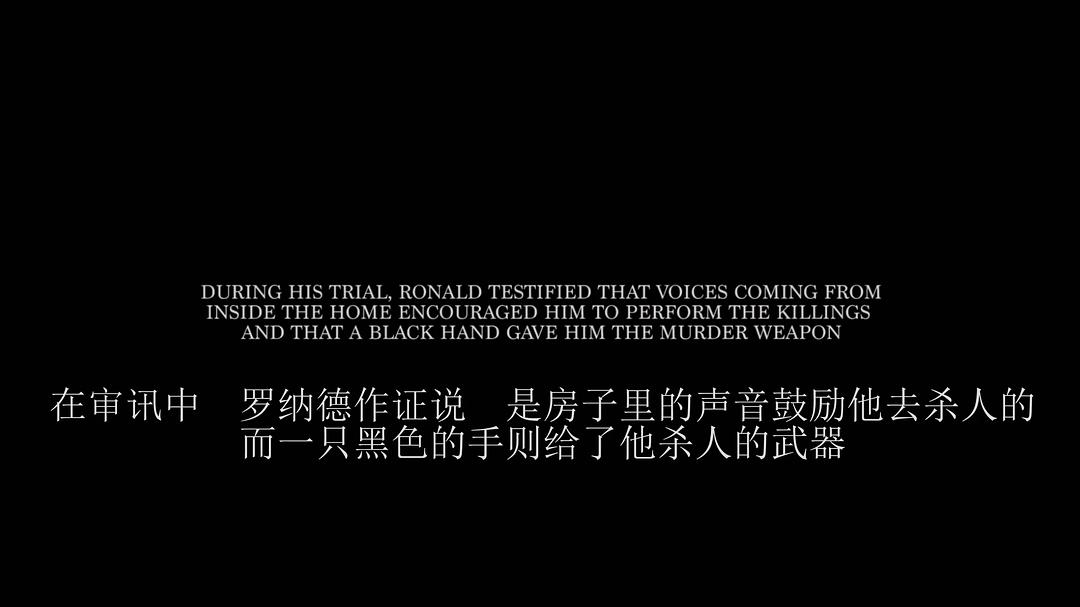 DURING HIS TRIAL, RONALD TESTIFIED THAT VOICES COMING FROM
INSIDE THE HOME ENCOURAGED HIM TO PERFORM THE KILLINGS
AND THAT A BLACK HAND GAVE HIM THE MURDER WEAPON
在审讯中　罗纳德作证说　是房子里的声音鼓励他去杀人的
而一只黑色的手则给了他杀人的武器